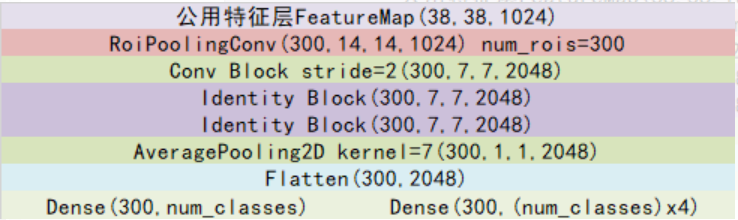 公用特征层FeatureMap(38,38,1024)
RoiPoolingConv(300,14,14,1024) num_rois=300
Conv Block stride=2(300,7,7,2048)
Identity Block(300,7,7,2048)
Identity Block(300,7,7,2048)
AveragePooling2D kernel=7(300,1,1,2048)
Flatten(300,2048)
Dense(300,num_classes) Dense(300,(num_classes)x4)